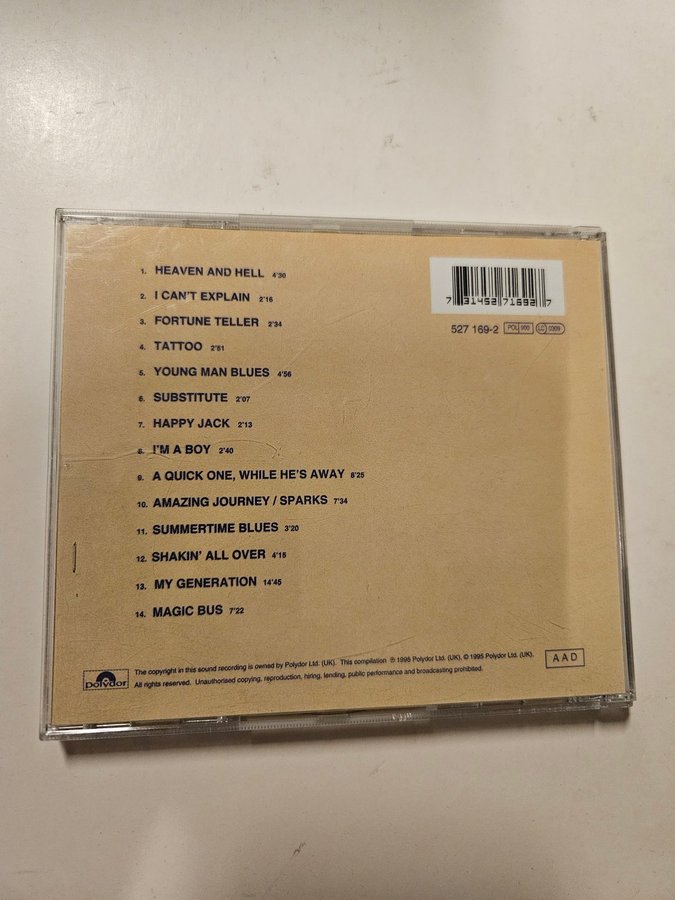 1. HEAVEN AND HELL 4'30
2. I CAN'T EXPLAIN 2'16
3. FORTUNE TELLER 2'34
4. TATTOO 2'51
5. YOUNG MAN BLUES 4'56
6. SUBSTITUTE 2'07
7. HAPPY JACK 2'13
8. I'M A BOY 2'40
9. A QUICK ONE, WHILE HE'S AWAY 8'25
10. AMAZING JOURNEY / SPARKS 7'34
11. SUMMERTIME BLUES 3'20
12. SHAKIN' ALL OVER 4'15
13. MY GENERATION 14'45
14. MAGIC BUS 7'22
7 31452 71692 7
527 169-2 POL 900 LC 0309
polydor
The copyright in this sound recording is owned by Polydor Ltd. (UK). This compilation ℗ 1995 Polydor Ltd. (UK). © 1995 Polydor Ltd. (UK).
All rights reserved. Unauthorised copying, reproduction, hiring, lending, public performance and broadcasting prohibited.
AAD